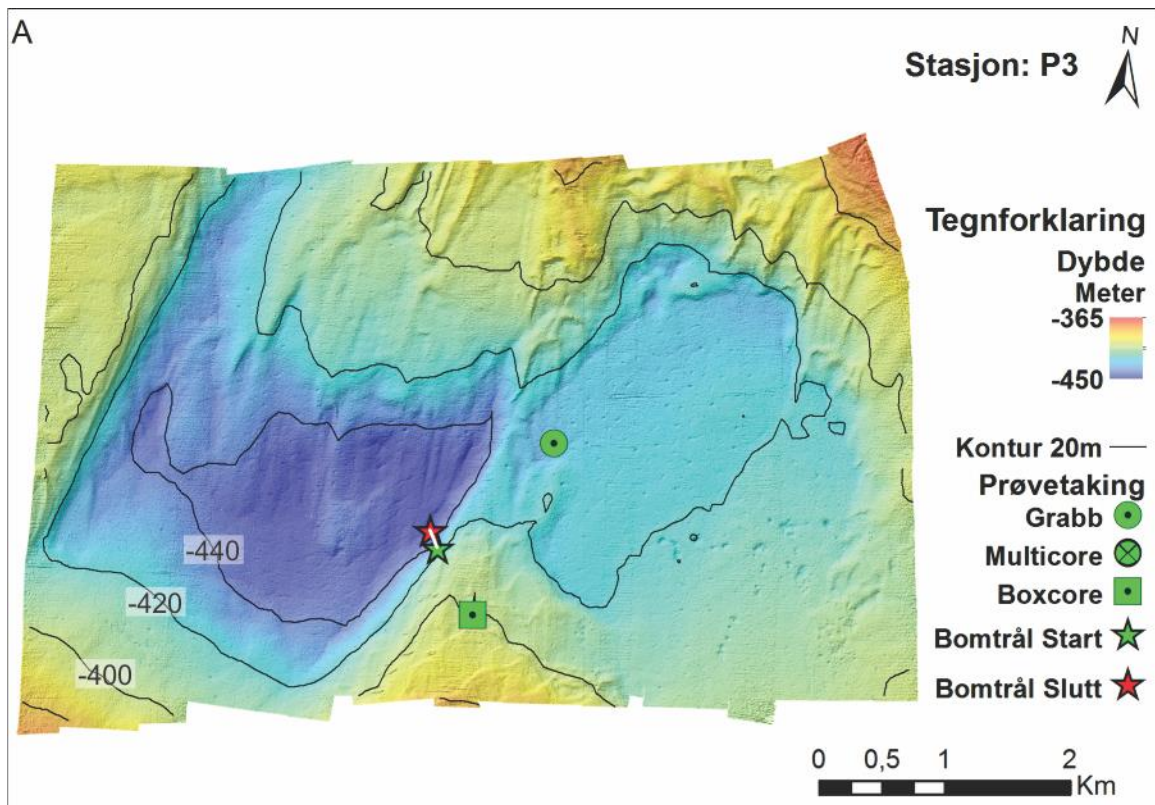 A
N
Stasjon: P3
Tegnforklaring
Dybde
Meter
-365
-450
Kontur 20m
Prøvetaking
Grabb
Multicore
Boxcore
Bomtrål Start
Bomtrål Slutt
-440
-420
-400
0 0,5 1 2
Km